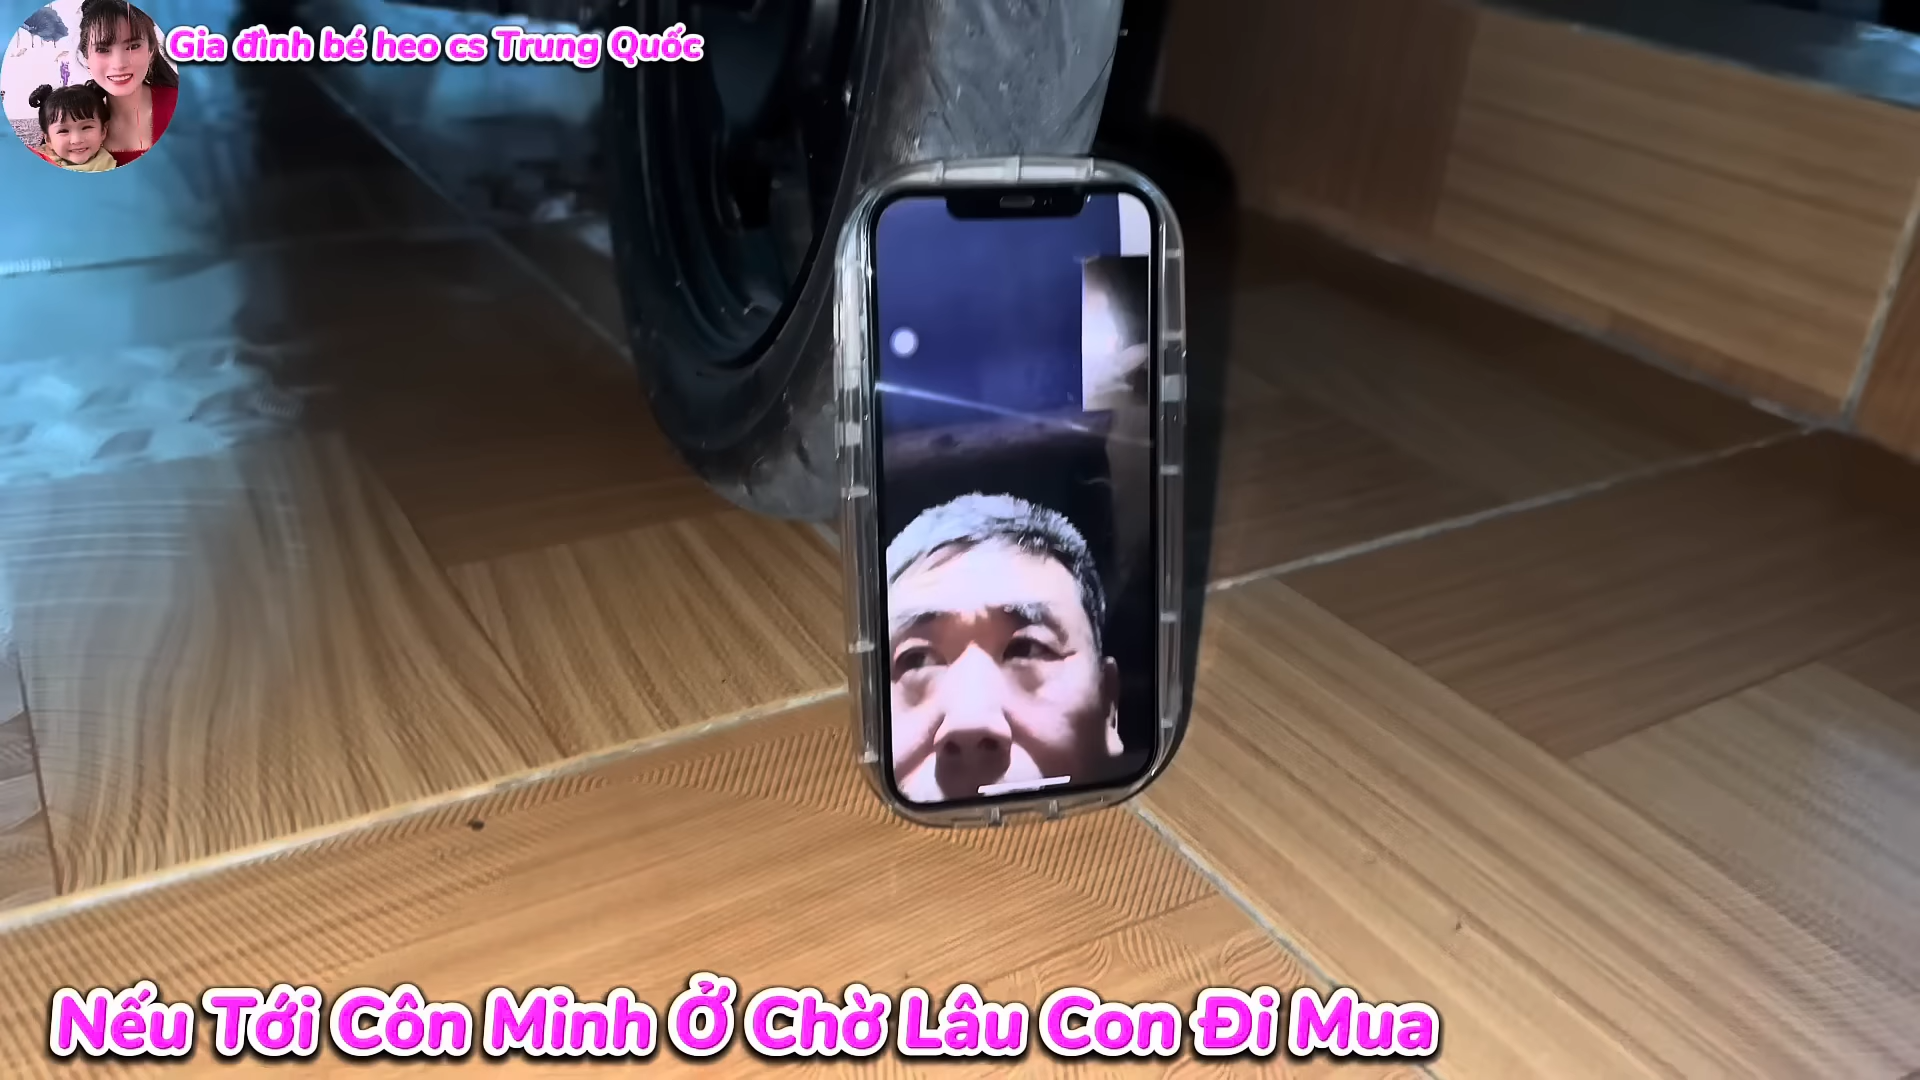 Gia đình bé heo cs Trung Quốc
Nếu Tới Côn Minh Ở Chờ Lâu Con Đi Mua